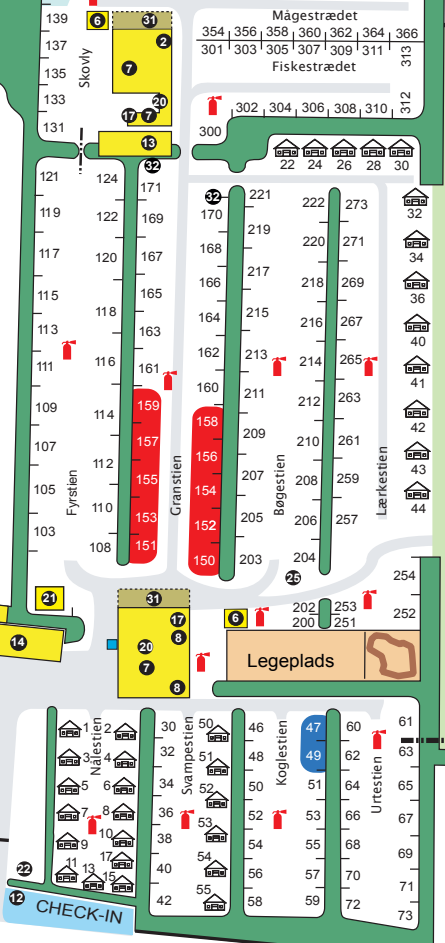 139
6
31
2
Mågestrædet
354 356 358 360 362 364 366
301 303 305 307 309 311 313
Fiskestrædet
137
Skovly
7
135
133
20
17 7
302 304 306 308 310 312
131
13
300
22 24 26 28 30
32
121 124 171
32
170 221 222 273
32
119 122 169 219
168 220 271
34
117 120 167 217
166 218 269
36
115 118 165 215
164 216 267
40
113 163 213
162 214 265
41
111 116 161 211
160 212 263
109 114 159 158 209
42
107 157 156 210 261
112 155 207
43
105 154 208 259
110 153 205
44
103 152 206 257
108 151 150 203 204
Fyrstien
Granstien
Bøgestien
Lærkestien
25
254
21
31
202 253
200 251
252
17
6
14
8
20
7
8
Legeplads
1 2 30 50 46 47 60 61
Nålestien
Svampestien
Koglestien
Urtestien
3 4 32 51 48 49 62 63
5 6 34 52 50 51 64 65
7 8 36 53 52 53 66 67
9 10 38 54 55 68 69
11 13 15 17 40 54 56 57 70 71
22
12
CHECK-IN
42 55 58 59 72 73